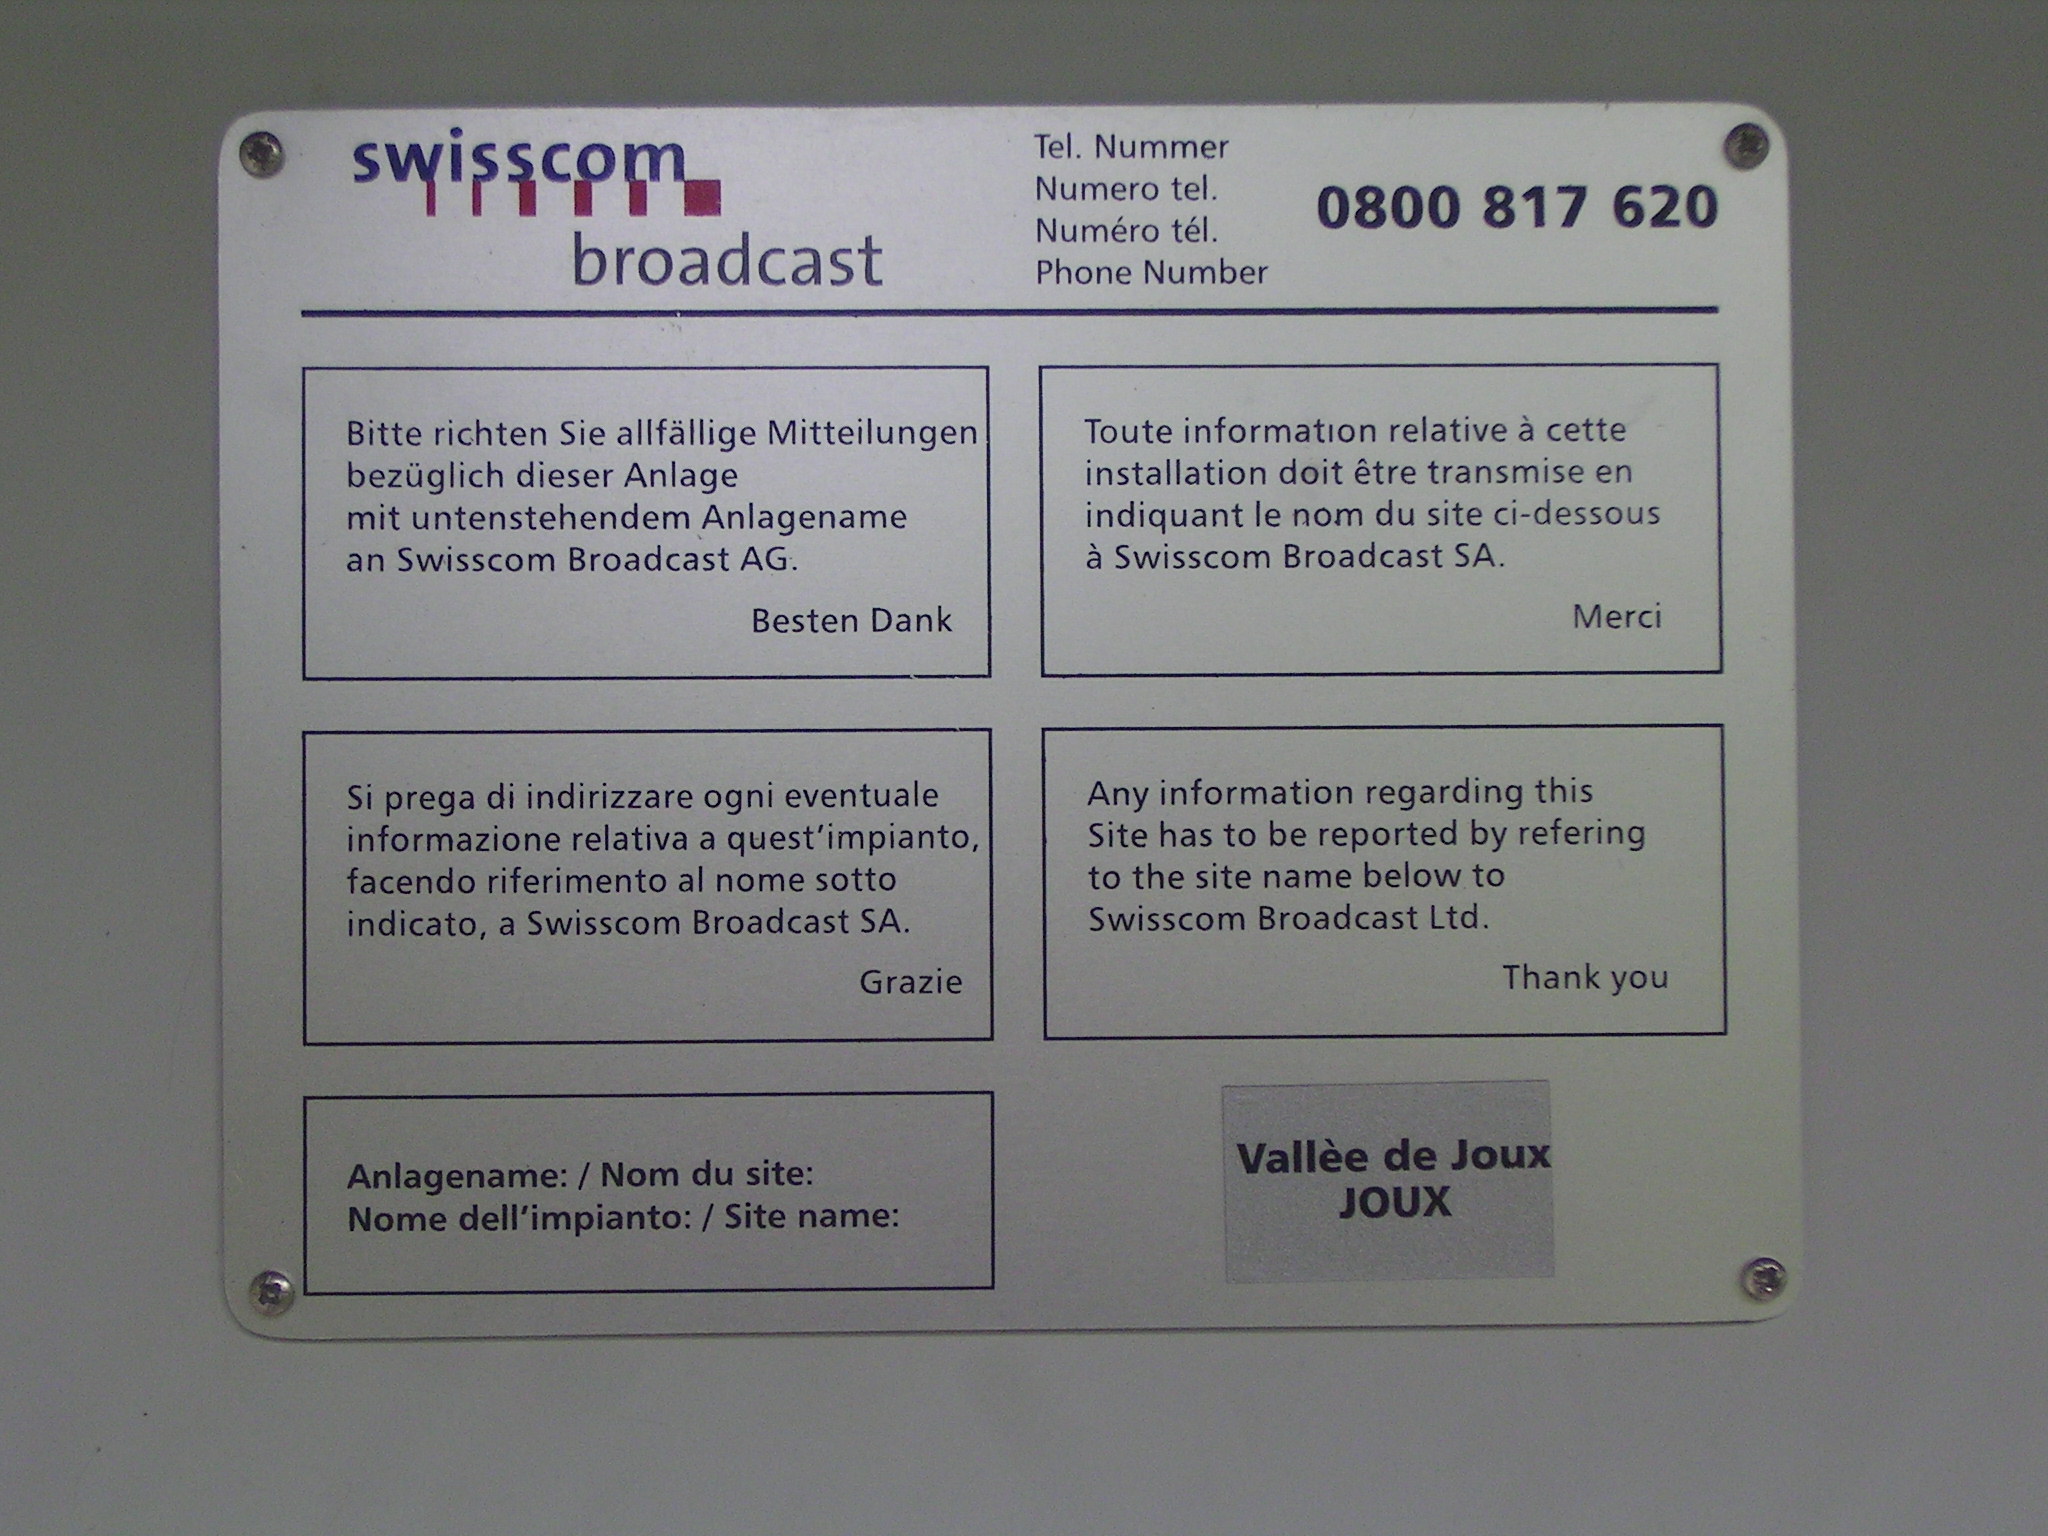 swisscom
broadcast
Tel. Nummer
Numero tel.
Numéro tél.
Phone Number
0800 817 620
Bitte richten Sie allfällige Mitteilungen
bezüglich dieser Anlage
mit untenstehendem Anlagename
an Swisscom Broadcast AG.
Besten Dank
Toute information relative à cette
installation doit être transmise en
indiquant le nom du site ci-dessous
à Swisscom Broadcast SA.
Merci
Si prega di indirizzare ogni eventuale
informazione relativa a quest'impianto,
facendo riferimento al nome sotto
indicato, a Swisscom Broadcast SA.
Grazie
Any information regarding this
Site has to be reported by refering
to the site name below to
Swisscom Broadcast Ltd.
Thank you
Anlagename: / Nom du site:
Nome dell'impianto: / Site name:
Vallèe de Joux
JOUX